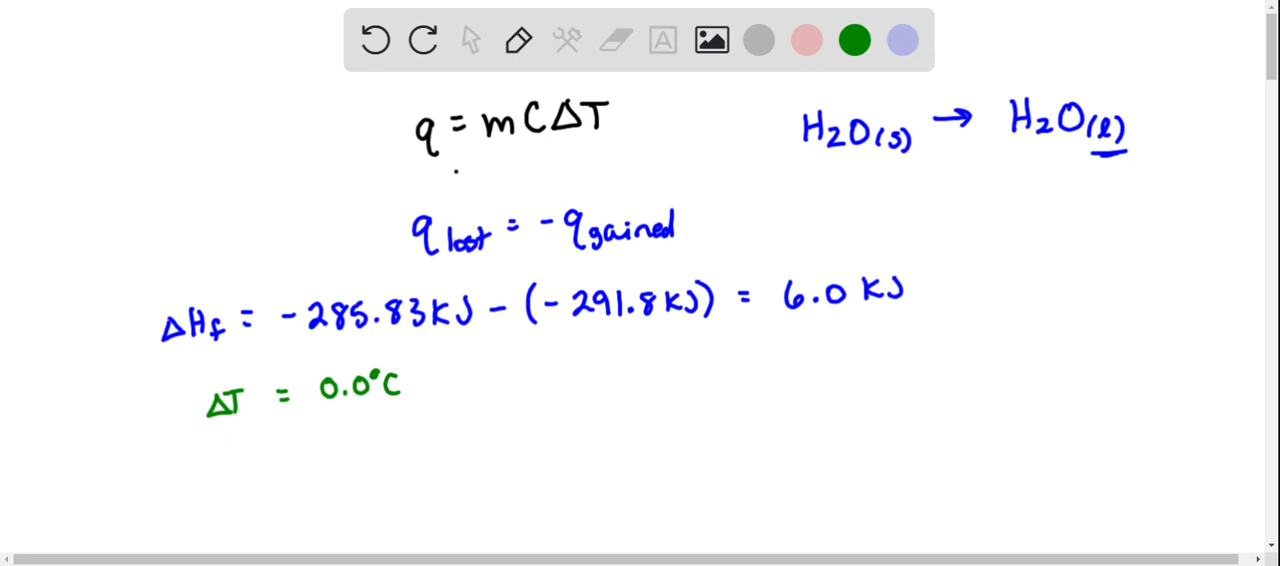 A
q = mCΔT
H₂O(s) → H₂O(l)
q lost = -q gained
ΔHf = -285.83 kJ - (-291.8 kJ) = 6.0 kJ
ΔT = 0.0°C